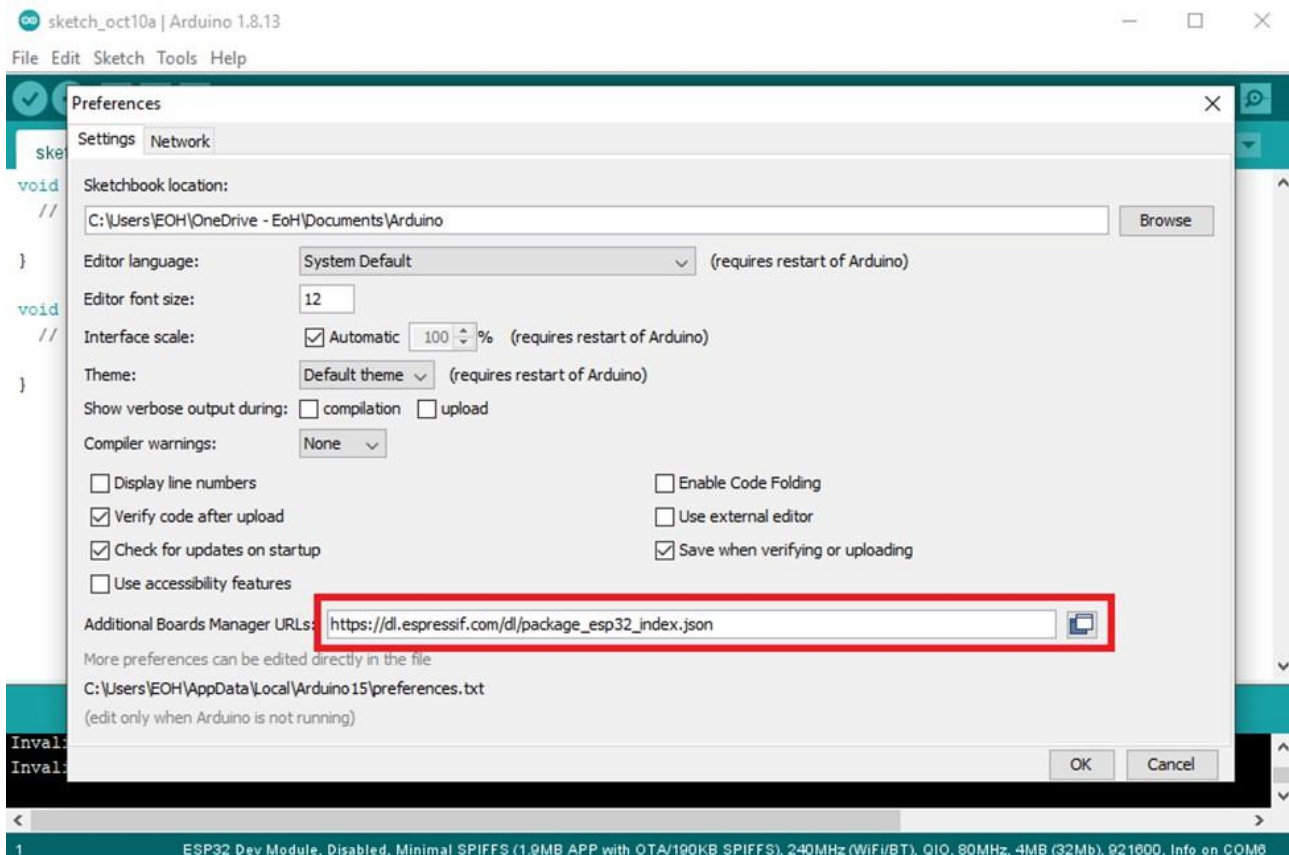 sketch_oct10a | Arduino 1.8.13
File Edit Sketch Tools Help
Preferences
Settings Network
void
//
}
void
//
}
Sketchbook location:
C:\Users\EOH\OneDrive - EoH\Documents\Arduino Browse
Editor language: System Default (requires restart of Arduino)
Editor font size: 12
Interface scale: Automatic 100 % (requires restart of Arduino)
Theme: Default theme (requires restart of Arduino)
Show verbose output during: compilation upload
Compiler warnings: None
Display line numbers Enable Code Folding
Verify code after upload Use external editor
Check for updates on startup Save when verifying or uploading
Use accessibility features
Additional Boards Manager URLs: https://dl.espressif.com/dl/package_esp32_index.json
More preferences can be edited directly in the file
C:\Users\EOH\AppData\Local\Arduino15\preferences.txt
(edit only when Arduino is not running)
OK Cancel
1 ESP32 Dev Module, Disabled, Minimal SPIFFS (1.9MB APP with OTA/190KB SPIFFS), 240MHz (WiFi/BT), QIO, 80MHz, 4MB (32Mb), 921600, Info on COM6